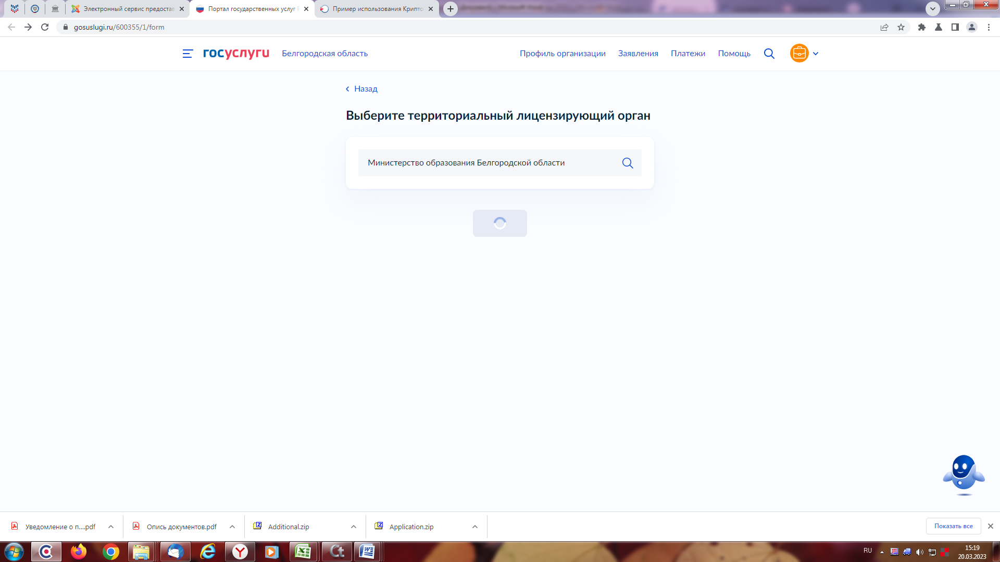 Электронный сервис предостав
Портал государственных услуг Р
Пример использования Крипто
gosuslugi.ru/600355/1/form
госуслуги
Белгородская область
Профиль организации
Заявления
Платежи
Помощь
Назад
Выберите территориальный лицензирующий орган
Министерство образования Белгородской области
Уведомление о п....pdf
Опись документов.pdf
Additional.zip
Application.zip
Показать все
RU
15:19
20.03.2023